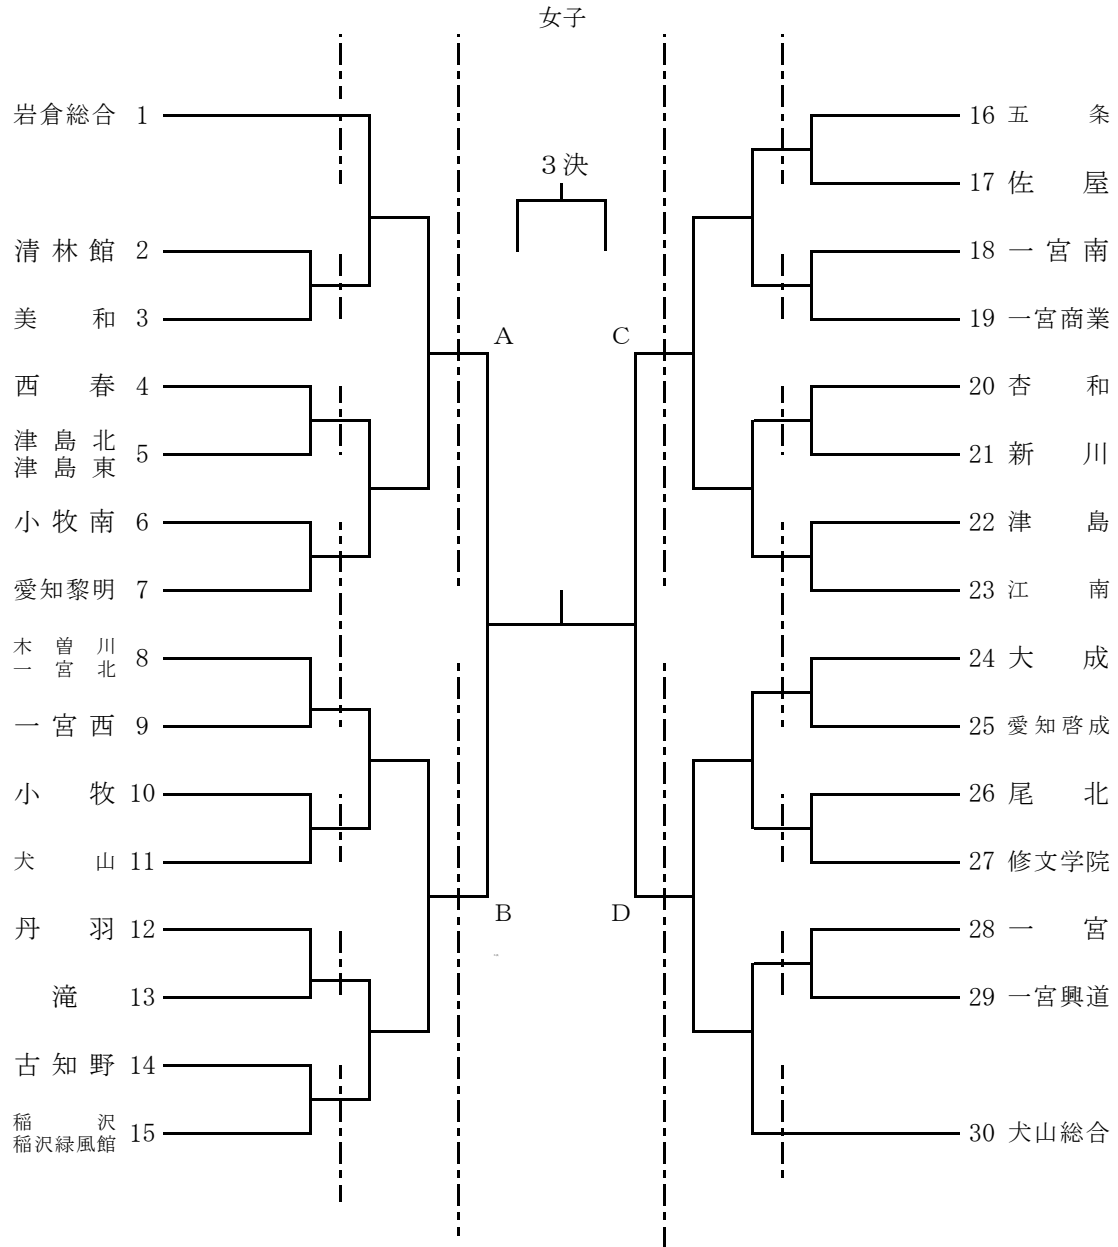 女子
3決
岩倉総合 1
清林館 2
美和 3
西春 4
津島北
津島東 5
小牧南 6
愛知黎明 7
木曽川
一宮北 8
一宮西 9
小牧 10
犬山 11
丹羽 12
滝 13
古知野 14
稲沢
稲沢緑風館 15
A
B
C
D
16 五条
17 佐屋
18 一宮南
19 一宮商業
20 杏和
21 新川
22 津島
23 江南
24 大成
25 愛知啓成
26 尾北
27 修文学院
28 一宮
29 一宮興道
30 犬山総合